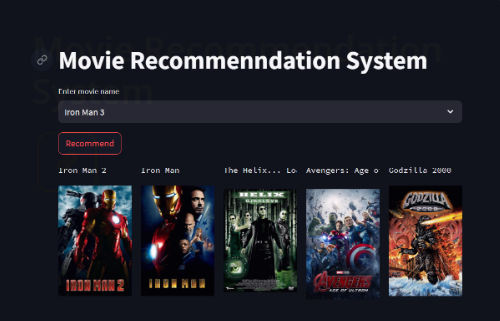 Movie Recommenndation System
Enter movie name
Iron Man 3
Recommend
Iron Man 2
Iron Man
The Helix... Lo
Avengers: Age o
Godzilla 2000
IRON MAN 2
IRON MAN
HELIX
AVENGERS
AGE OF ULTRON
GODZILLA
2000